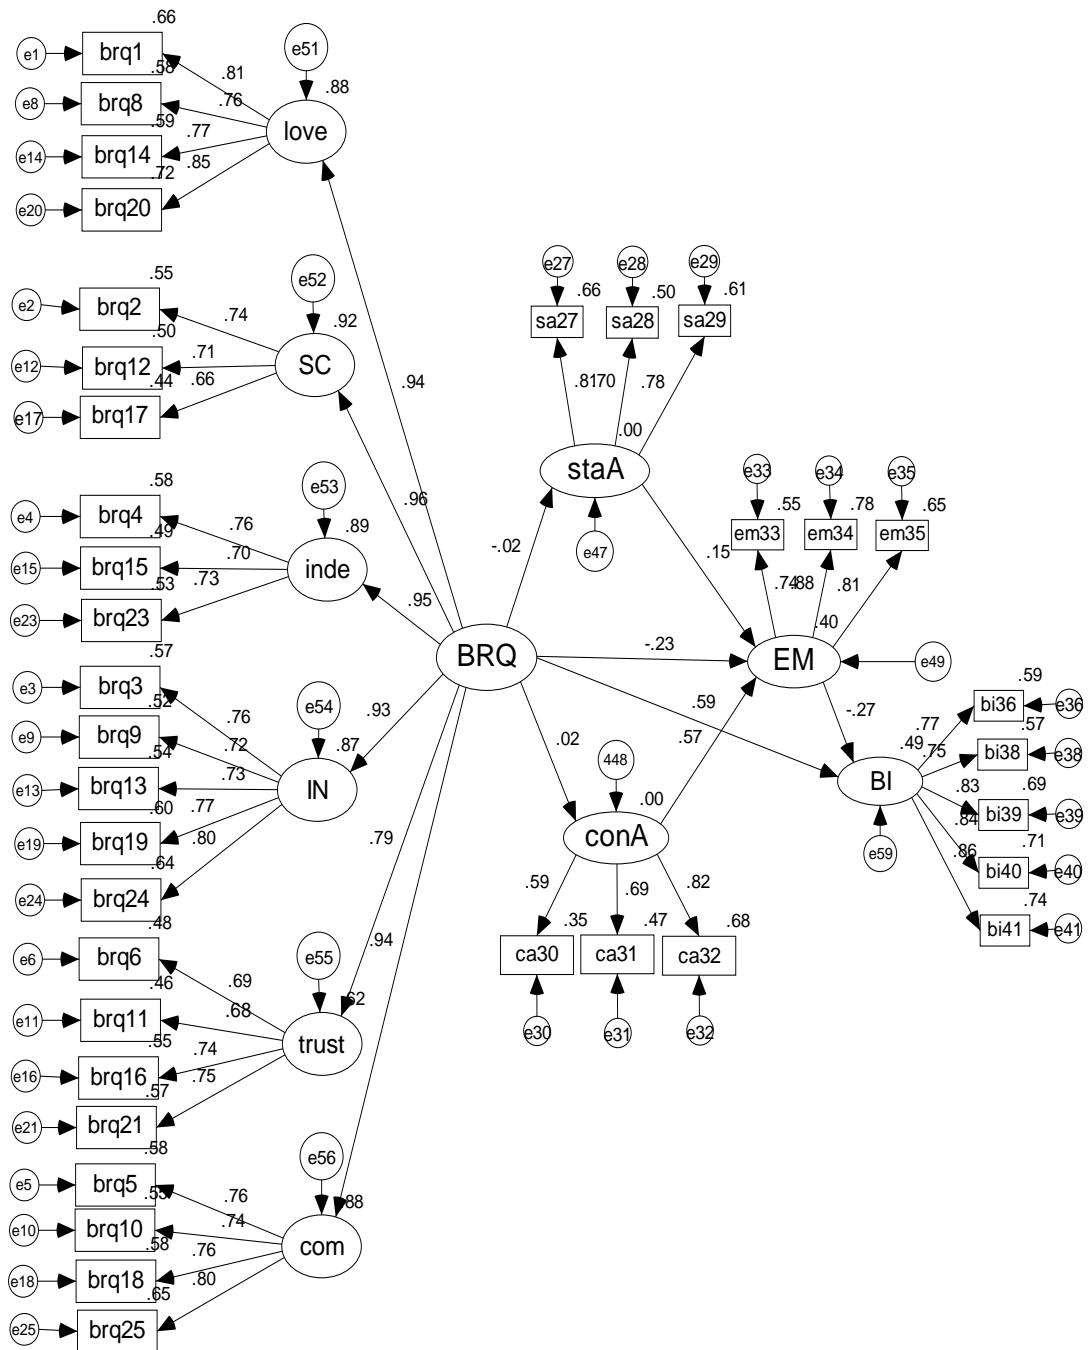 .66
e1 brq1 e51
.58 .81 .88
e8 brq8 .76 love
.59 .77
e14 brq14
.72 .85
e20 brq20
.55 e52
e2 brq2
.50 .74 .92
e12 brq12 .71 SC
.44 .66
e17 brq17
.94
e27 e28 e29
.66 .50 .61
sa27 sa28 sa29
.81 .70 .78
.00
staA
e47
.58 e53
e4 brq4
.49 .76 .89
e15 brq15 .70 inde
.53 .73
e23 brq23
.96
.95
-.02
.15
e33 e34 e35
.55 .78 .65
em33 em34 em35
.74 .88 .81
.40
BRQ -.23 EM e49
.57
e3 brq3 e54
.52 .76 .93 .87
e9 brq9 .72
.54 .73 IN
e13 brq13
.60 .77
e19 brq19 .80
.64
e24 brq24
.59 .57 -.27
.02
448
.00
conA
.59 .69 .82
.35 .47 .68
ca30 ca31 ca32
e30 e31 e32
.59
bi36 e36
.77 .57
.49 .75 bi38 e38
BI .83 .69
bi39 e39
.84 .71
e59 .86 bi40 e40
.74
bi41 e41
.79
.94
.48
e6 brq6 e55
.46 .69 .62
e11 brq11 .68
.55 .74 trust
e16 brq16
.57 .75
e21 brq21
.58 e56
e5 brq5
.55 .76 .88
e10 brq10 .74 com
.58 .76
e18 brq18
.65 .80
e25 brq25